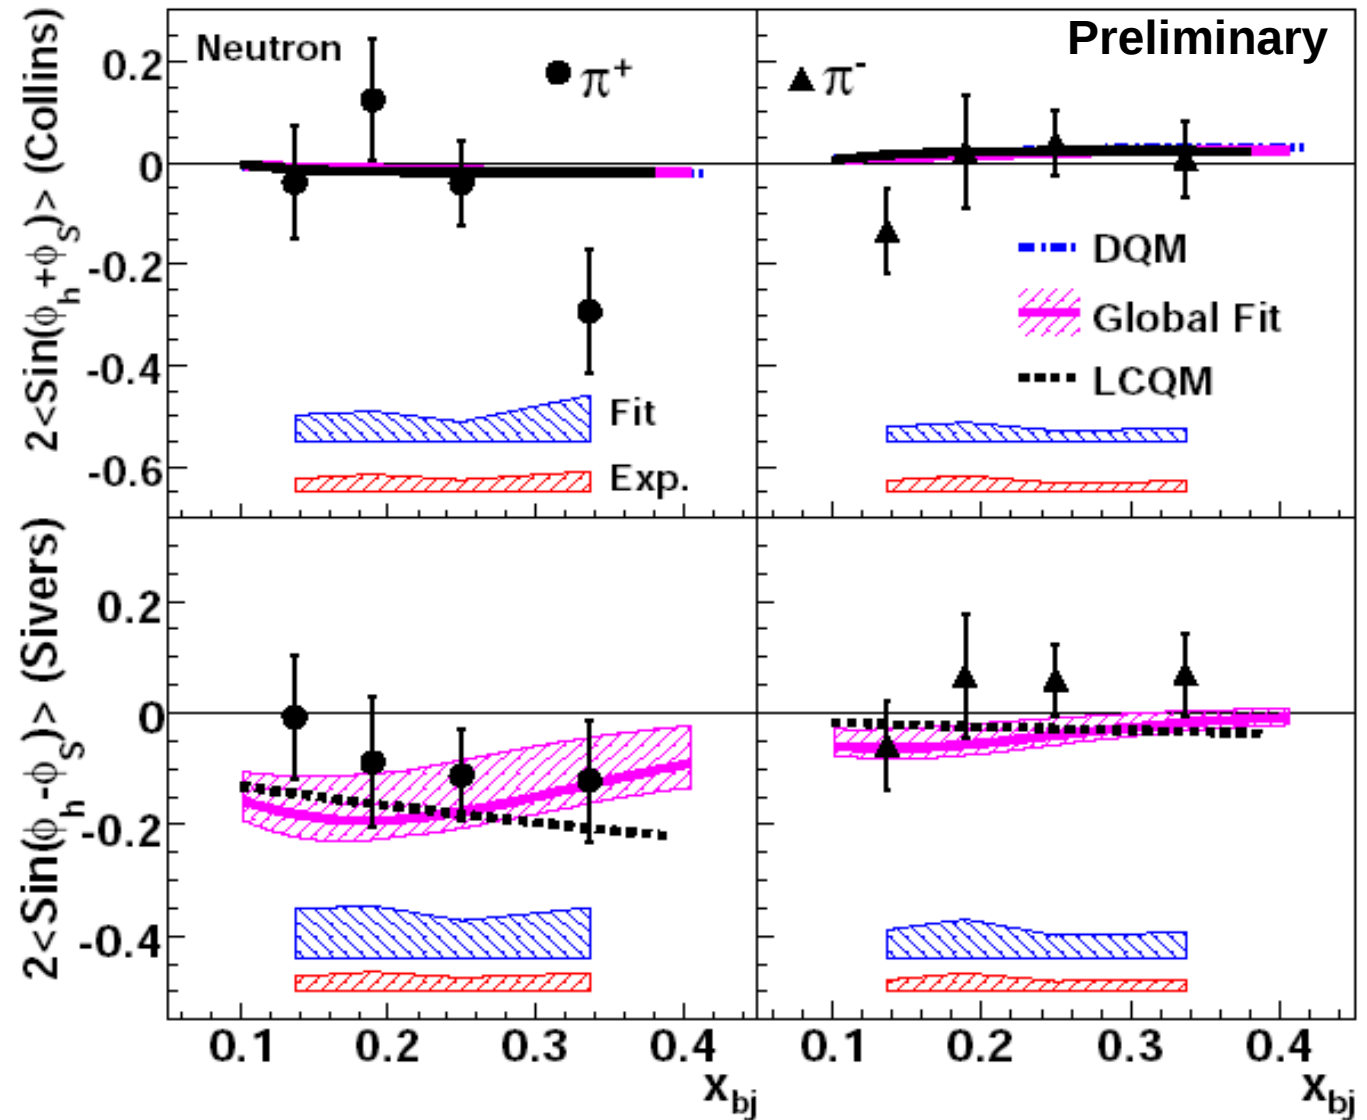 Preliminary
Neutron
π+
π-
2<Sin(ϕh+ϕS)> (Collins)
0.2
0
-0.2
-0.4
-0.6
DQM
Global Fit
LCQM
Fit
Exp.
2<Sin(ϕh-ϕS)> (Sivers)
0.2
0
-0.2
-0.4
0.1 0.2 0.3 0.4
0.1 0.2 0.3 0.4
xbj
xbj